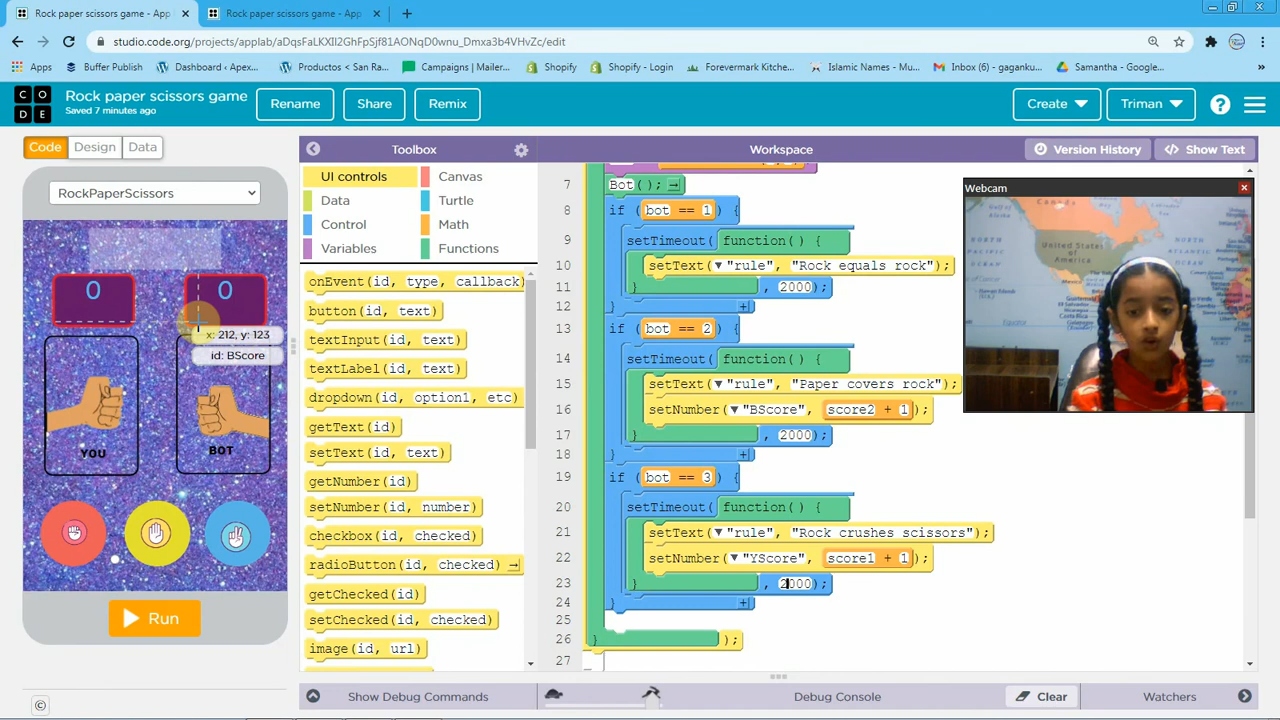 Rock paper scissors game - App
Rock paper scissors game - App
studio.code.org/projects/applab/aDqsFaLKXIl2GhFpSjf81AONqD0wnu_Dmxa3b4VHvZc/edit
Apps Buffer Publish Dashboard ‹ Apex... Productos < San Ra... Campaigns | Mailer... Shopify Shopify - Login Forevermark Kitchen... Islamic Names - Mu... Inbox (6) - gaganku... Samantha - Google... »
CO
DE
Rock paper scissors game
Saved 7 minutes ago
Rename
Share
Remix
Create
Triman
?
Code Design Data
Toolbox
Workspace
Version History
Show Text
RockPaperScissors
0 0
x: 212, y: 123
id: BScore
YOU BOT
Run
UI controls Canvas
Data Turtle
Control Math
Variables Functions
onEvent(id, type, callback
button(id, text)
textInput(id, text)
textLabel(id, text)
dropdown(id, option1, etc)
getText(id)
setText(id, text)
getNumber(id)
setNumber(id, number)
checkbox(id, checked)
radioButton(id, checked)
getChecked(id)
setChecked(id, checked)
image(id, url)
7 Bot();
8 if (bot == 1) {
9 setTimeout( function() {
10 setText("rule", "Rock equals rock");
11 } , 2000);
12 }
13 if (bot == 2) {
14 setTimeout( function() {
15 setText("rule", "Paper covers rock");
16 setNumber("BScore", score2 + 1);
17 } , 2000);
18 }
19 if (bot == 3) {
20 setTimeout( function() {
21 setText("rule", "Rock crushes scissors");
22 setNumber("YScore", score1 + 1);
23 } , 2000);
24 }
25
26 } );
27
Webcam
United States
of America
©
Show Debug Commands
Debug Console
Clear
Watchers